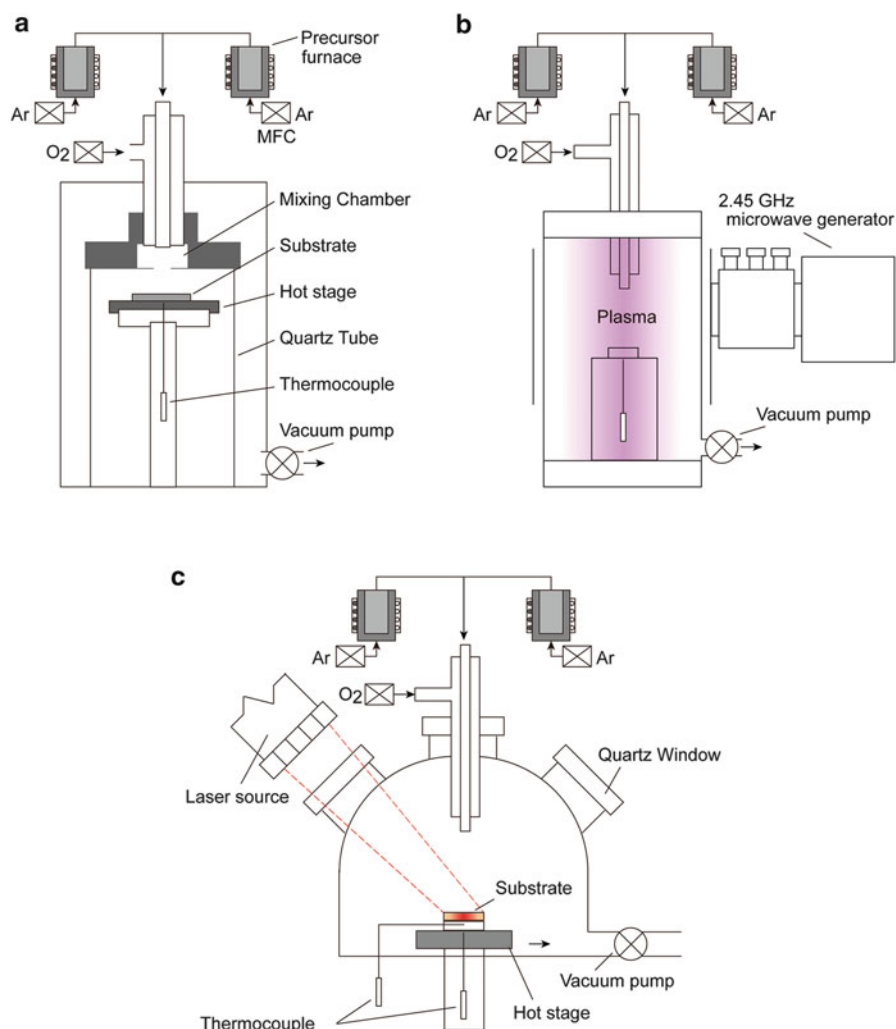 a
Precursor
furnace
Ar
Ar
MFC
O2
Mixing Chamber
Substrate
Hot stage
Quartz Tube
Thermocouple
Vacuum pump
b
Ar
Ar
O2
2.45 GHz
microwave generator
Plasma
Vacuum pump
c
Ar
Ar
O2
Laser source
Quartz Window
Substrate
Vacuum pump
Hot stage
Thermocouple